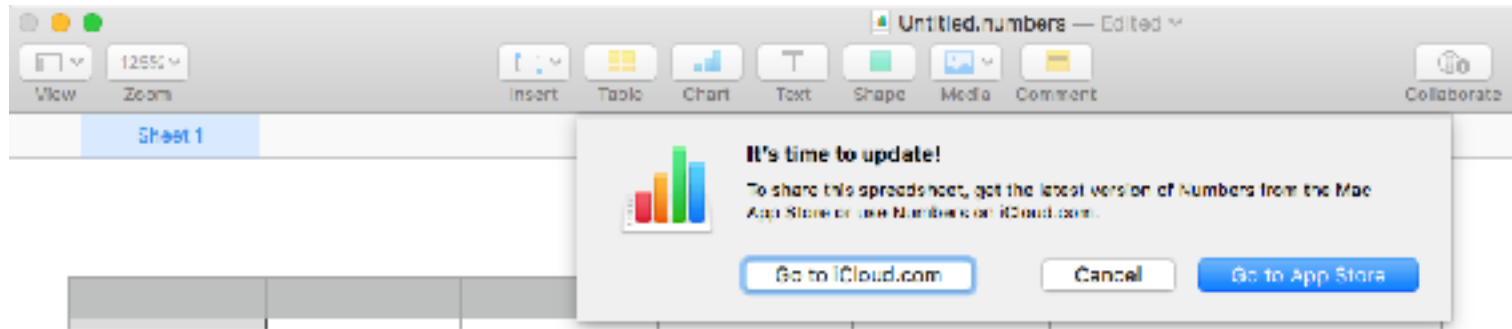 Untitled.numbers — Edited
125%
View
Zoom
Insert
Table
Chart
Text
Shape
Media
Comment
Collaborate
Sheet 1
It's time to update!
To share this spreadsheet, get the latest version of Numbers from the Mac
App Store or use Numbers on iCloud.com.
Go to iCloud.com
Cancel
Go to App Store